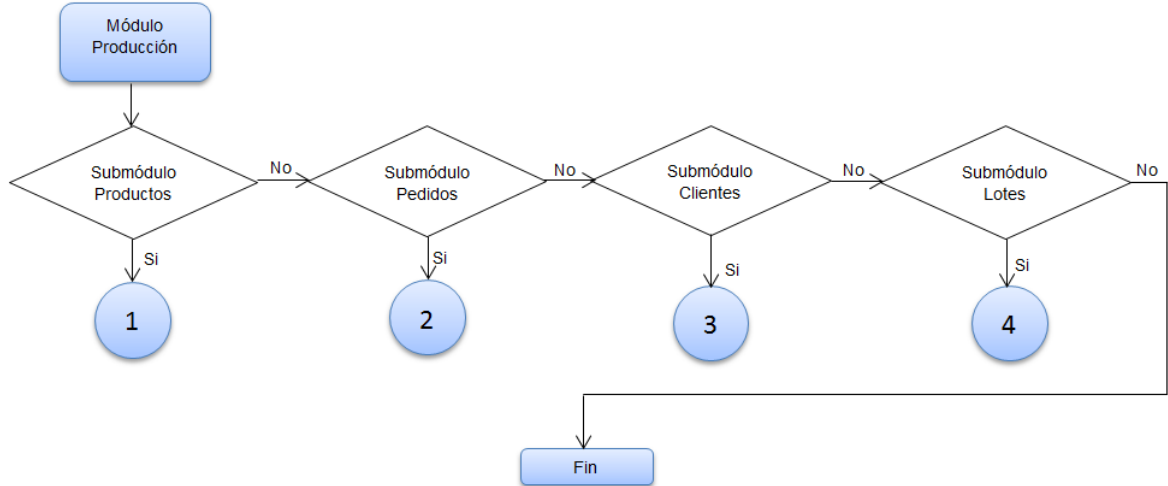 Módulo
Producción
Submódulo
Productos
No
Submódulo
Pedidos
No
Submódulo
Clientes
No
Submódulo
Lotes
No
Si
Si
Si
Si
1
2
3
4
Fin